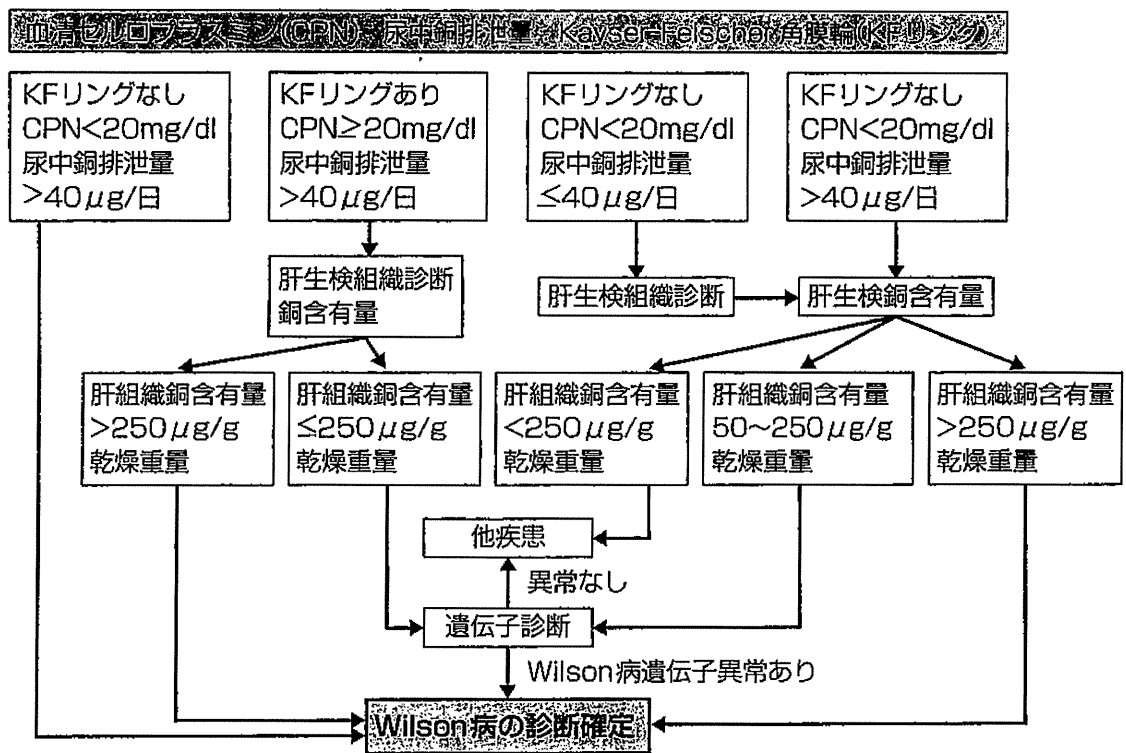 血清セルロプラスミン(CPN)、尿中銅排泄量、Kayser-Fleischer角膜輪(KFリング)
KFリングなし
CPN<20mg/dl
尿中銅排泄量
>40μg/日
KFリングあり
CPN≥20mg/dl
尿中銅排泄量
>40μg/日
KFリングなし
CPN<20mg/dl
尿中銅排泄量
≦40μg/日
KFリングなし
CPN<20mg/dl
尿中銅排泄量
>40μg/日
肝生検組織診断
銅含有量
肝生検組織診断
肝生検銅含有量
肝組織銅含有量
>250μg/g
乾燥重量
肝組織銅含有量
≦250μg/g
乾燥重量
肝組織銅含有量
<250μg/g
乾燥重量
肝組織銅含有量
50~250μg/g
乾燥重量
肝組織銅含有量
>250μg/g
乾燥重量
他疾患
異常なし
遺伝子診断
Wilson病遺伝子異常あり
Wilson病の診断確定